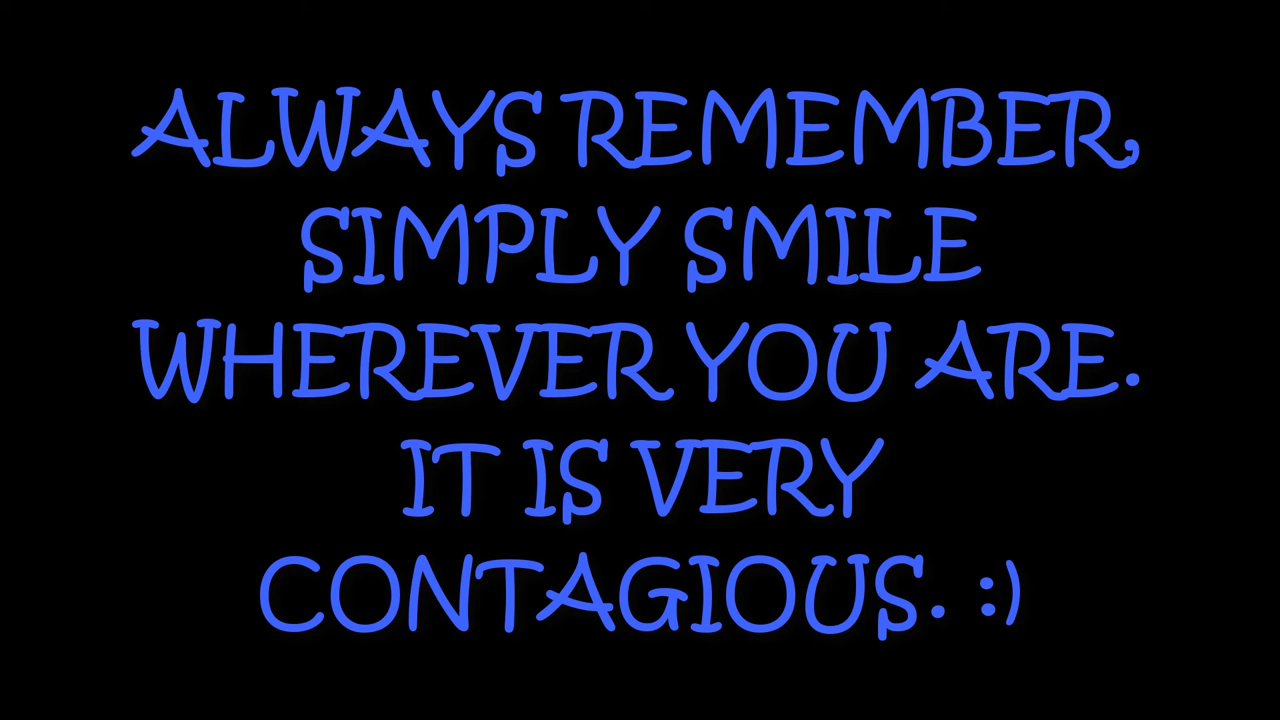 ALWAYS REMEMBER,
SIMPLY SMILE
WHEREVER YOU ARE.
IT IS VERY
CONTAGIOUS. :)